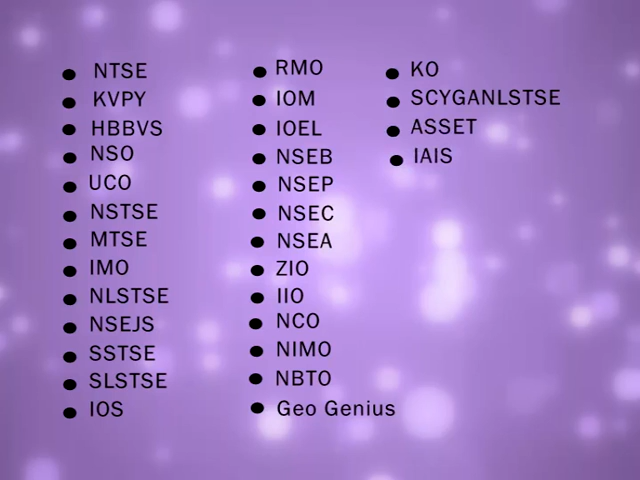 NTSE
KVPY
HBBVS
NSO
UCO
NSTSE
MTSE
IMO
NLSTSE
NSEJS
SSTSE
SLSTSE
IOS
RMO
IOM
IOEL
NSEB
NSEP
NSEC
NSEA
ZIO
IIO
NCO
NIMO
NBTO
Geo Genius
KO
SCYGANLSTSE
ASSET
IAIS